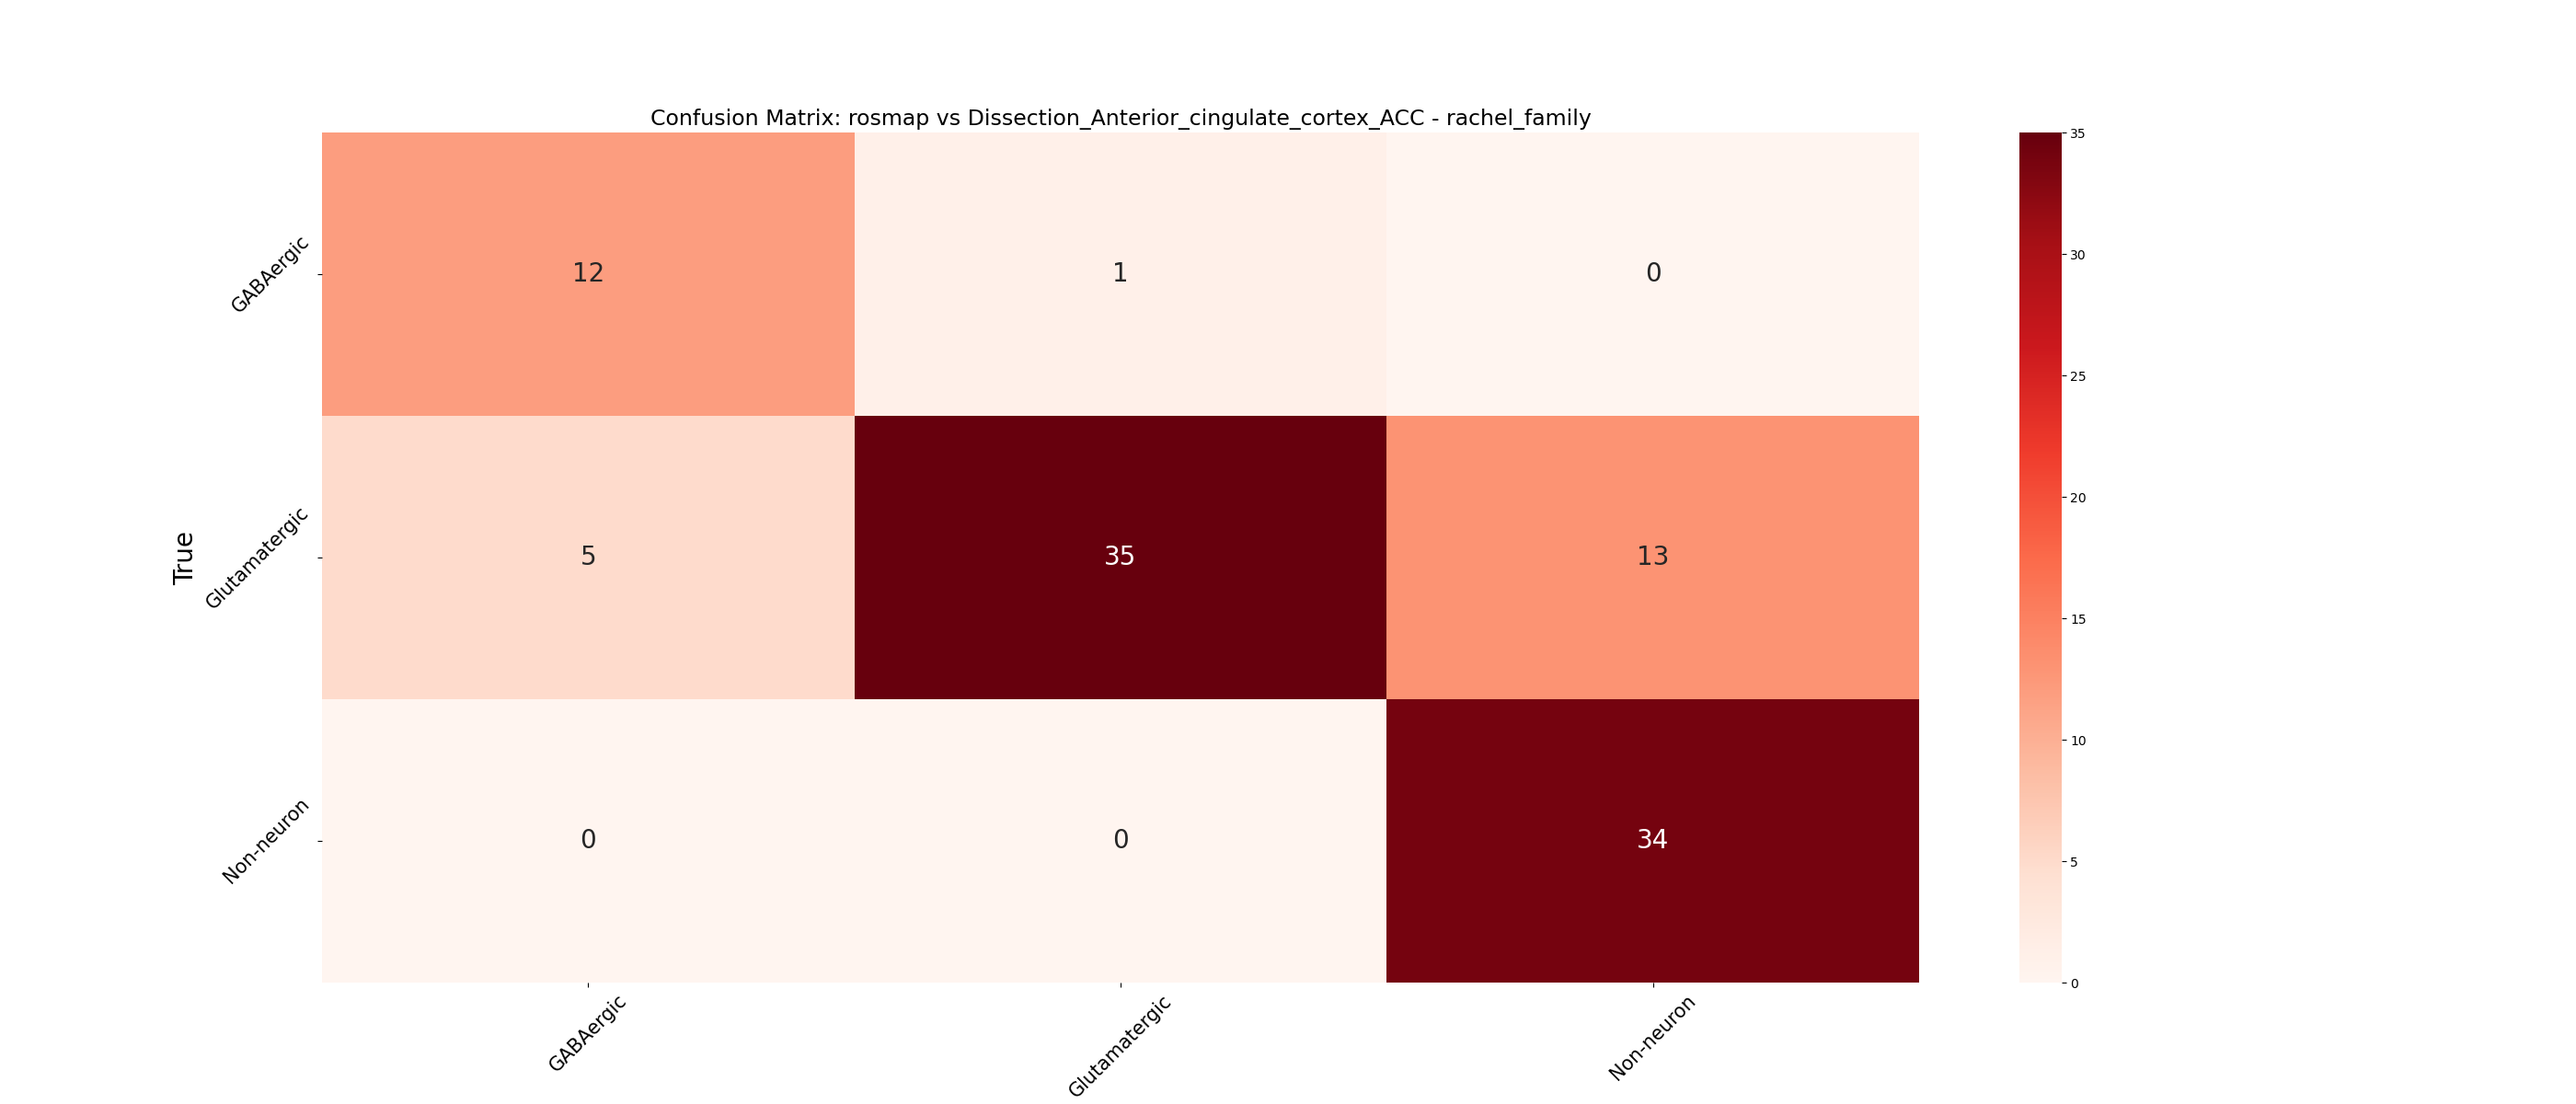 Confusion Matrix: rosmap vs Dissection_Anterior_cingulate_cortex_ACC - rachel_family
True
GABAergic
12
1
0
Glutamatergic
5
35
13
Non-neuron
0
0
34
GABAergic
Glutamatergic
Non-neuron
35
30
25
20
15
10
5
0